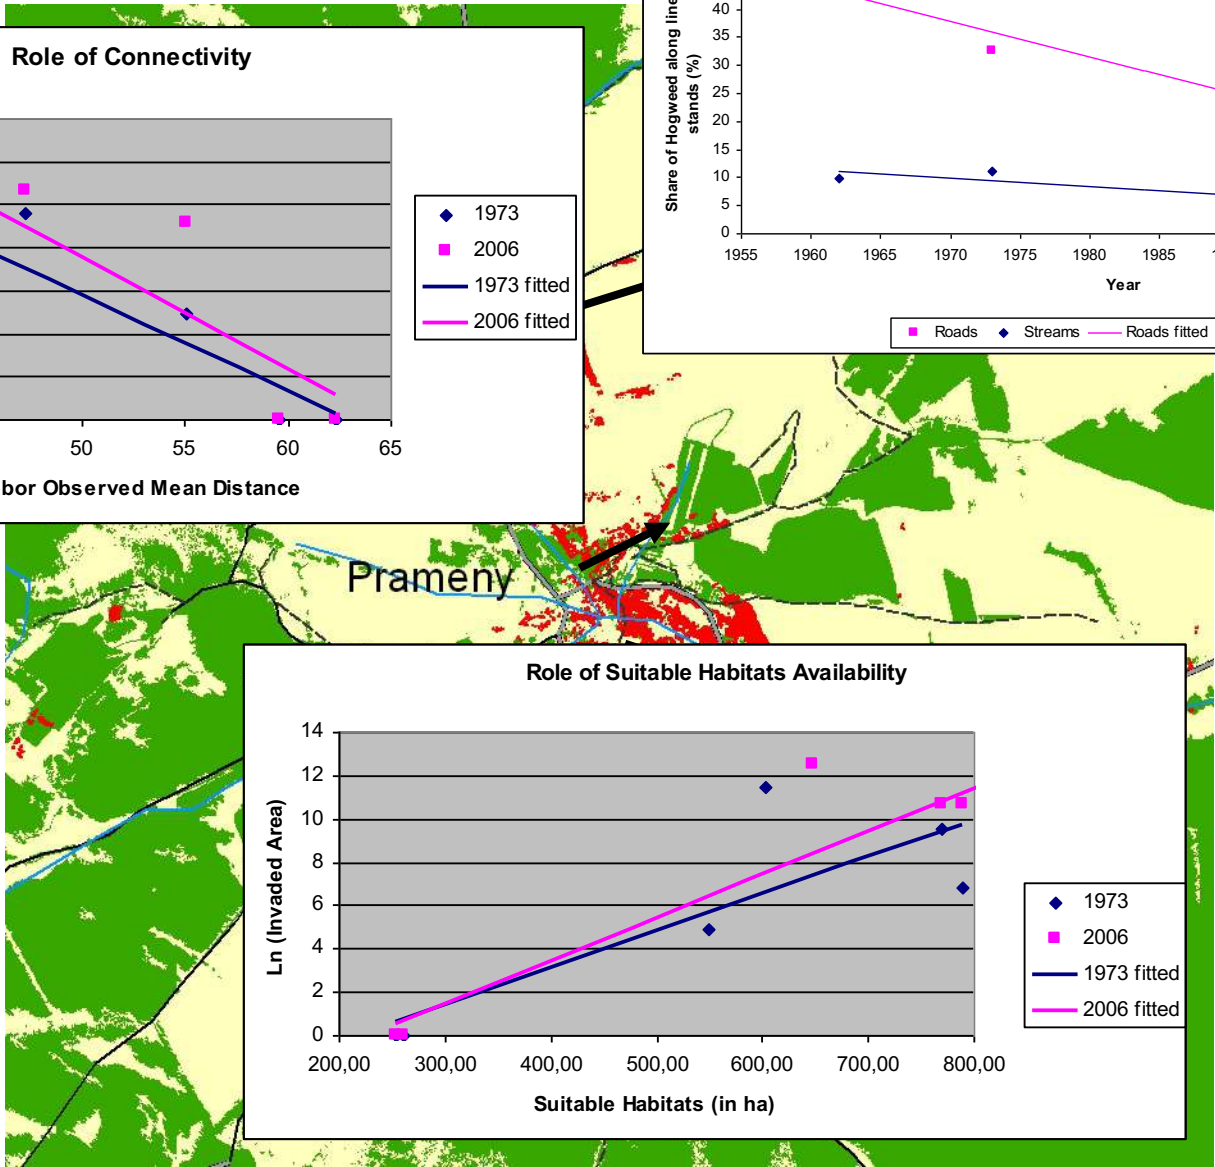 Role of Connectivity
1973
2006
1973 fitted
2006 fitted
50 55 60 65
Observed Mean Distance
Share of Hogweed along
stands (%)
40
35
30
25
20
15
10
5
0
1955 1960 1965 1970 1975 1980 1985
Year
Roads Streams Roads fitted
Prameny
Role of Suitable Habitats Availability
Ln (Invaded Area)
14
12
10
8
6
4
2
0
200,00 300,00 400,00 500,00 600,00 700,00 800,00
Suitable Habitats (in ha)
1973
2006
1973 fitted
2006 fitted